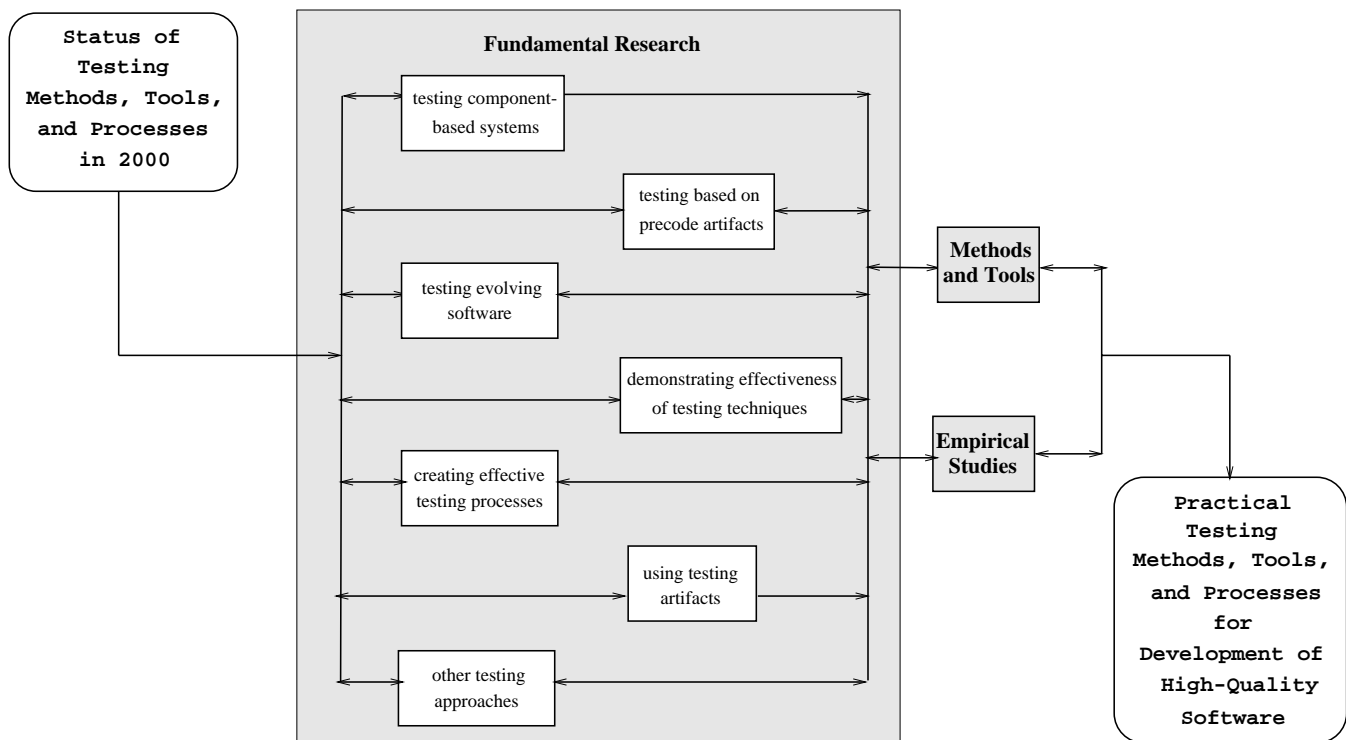 Status of
Testing
Methods, Tools,
and Processes
in 2000
Fundamental Research
testing component-
based systems
testing based on
precode artifacts
testing evolving
software
demonstrating effectiveness
of testing techniques
creating effective
testing processes
using testing
artifacts
other testing
approaches
Methods
and Tools
Empirical
Studies
Practical
Testing
Methods, Tools,
and Processes
for
Development of
High-Quality
Software